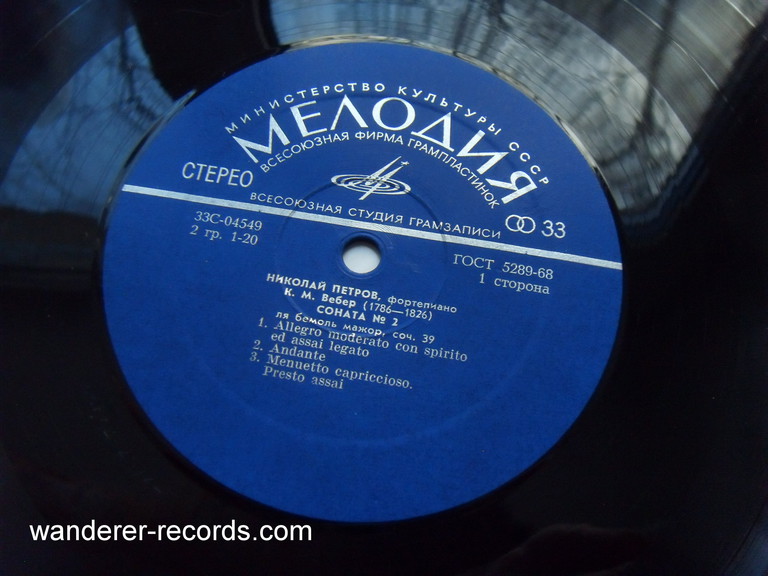 МИНИСТЕРСТВО КУЛЬТУРЫ СССР
МЕЛОДИЯ
ВСЕСОЮЗНАЯ ФИРМА ГРАМПЛАСТИНОК
СТЕРЕО
33
ВСЕСОЮЗНАЯ СТУДИЯ ГРАМЗАПИСИ
33С-04549
2 гр. 1-20
ГОСТ 5289-68
1 сторона
НИКОЛАЙ ПЕТРОВ, фортепиано
К. М. Вебер (1786—1826)
СОНАТА № 2
ля бемоль мажор, соч. 39
1. Allegro moderato con spirito
ed assai legato
2. Andante
3. Menuetto capriccioso.
Presto assai
wanderer-records.com